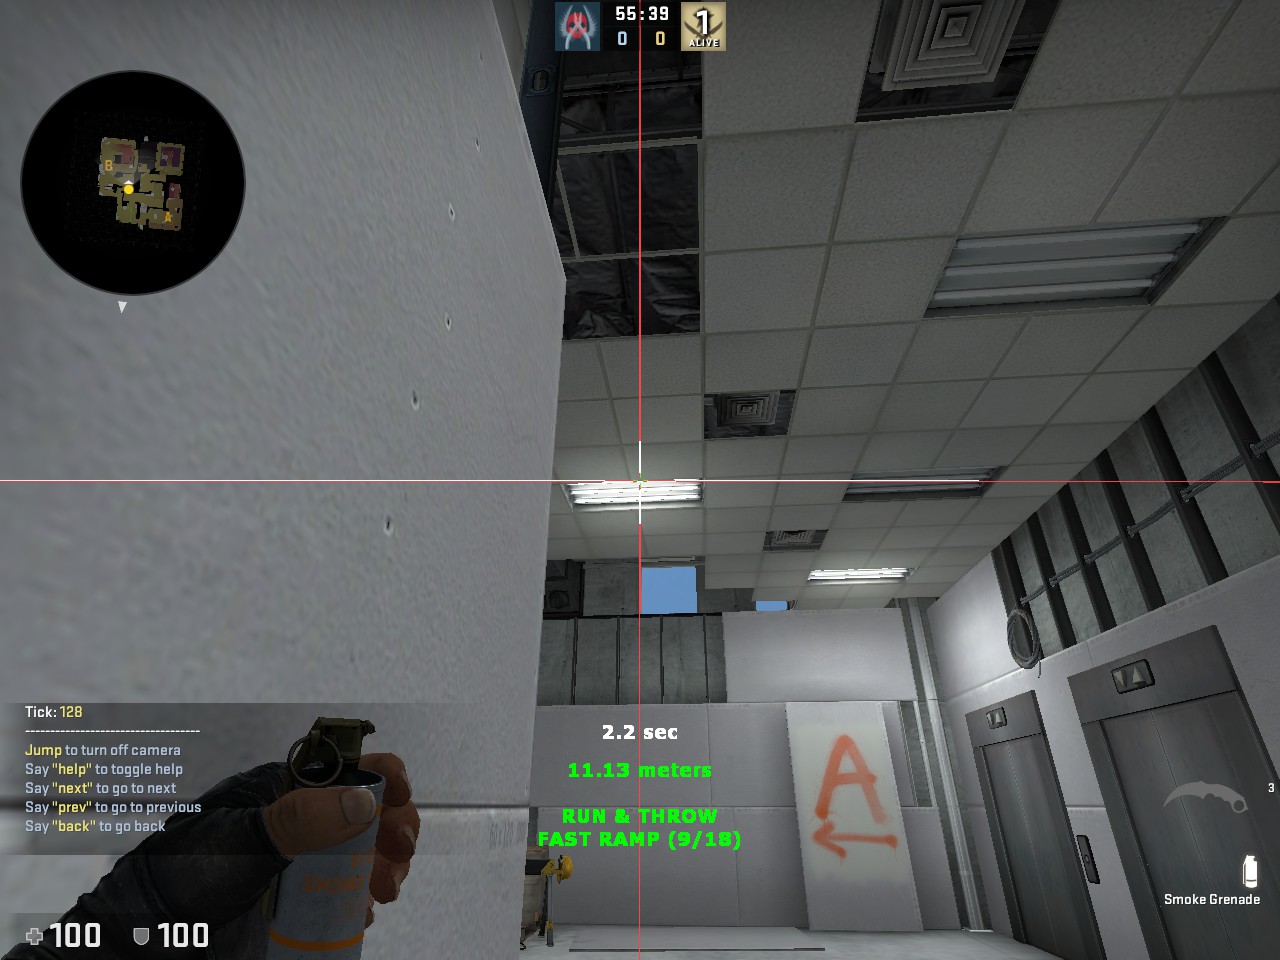 55:39
0 0
1
ALIVE
B
A
Tick: 128
----------------------------------
Jump to turn off camera
Say "help" to toggle help
Say "next" to go to next
Say "prev" to go to previous
Say "back" to go back
2.2 sec
11.13 meters
RUN & THROW
FAST RAMP (9/18)
A
3
Smoke Grenade
100 100